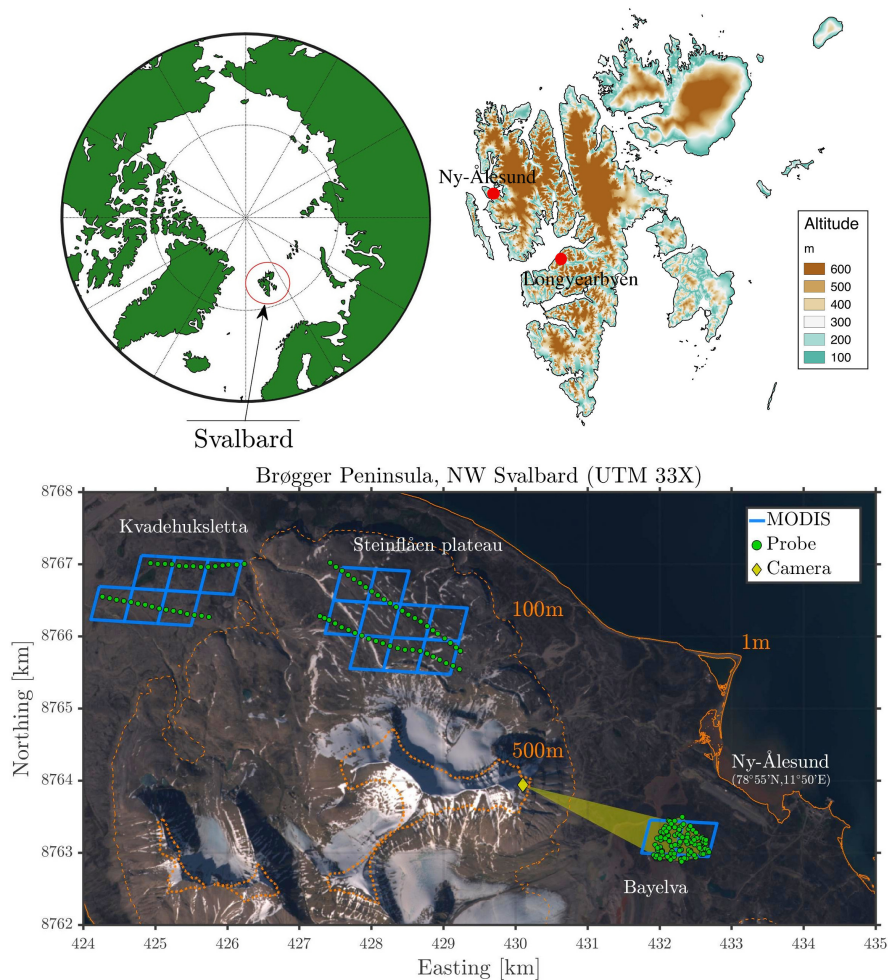 Svalbard
Ny-Ålesund
Longyearbyen
Altitude
m
600
500
400
300
200
100
Brøgger Peninsula, NW Svalbard (UTM 33X)
Northing [km]
8768
8767
8766
8765
8764
8763
8762
Kvadehuksletta
Steinflåen plateau
MODIS
Probe
Camera
100m
1m
500m
Ny-Ålesund
(78°55'N,11°50'E)
Bayelva
424 425 426 427 428 429 430 431 432 433 434 435
Easting [km]